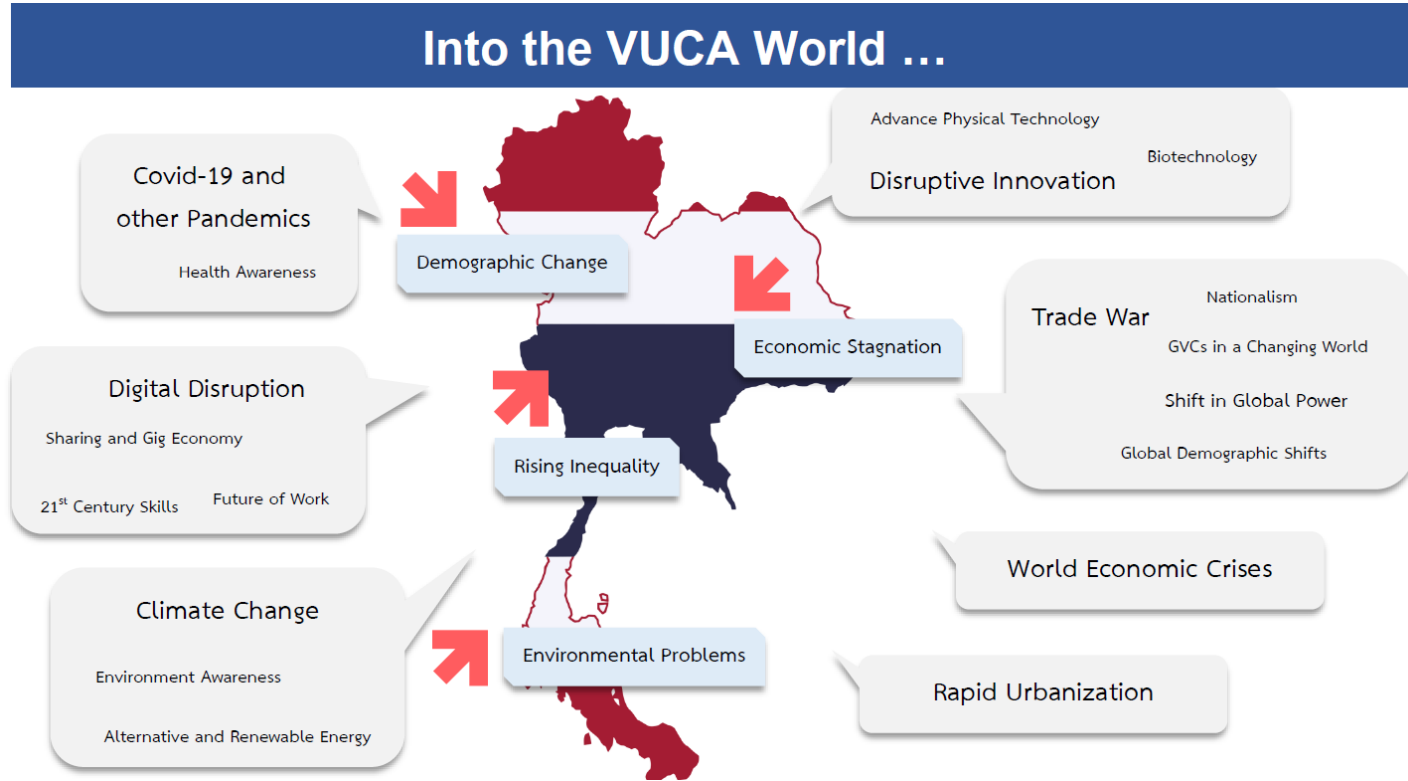 Into the VUCA World ...
Covid-19 and
other Pandemics
Health Awareness
Demographic Change
Advance Physical Technology
Biotechnology
Disruptive Innovation
Economic Stagnation
Nationalism
Trade War
GVCs in a Changing World
Shift in Global Power
Global Demographic Shifts
Digital Disruption
Sharing and Gig Economy
21st Century Skills
Future of Work
Rising Inequality
World Economic Crises
Climate Change
Environment Awareness
Alternative and Renewable Energy
Environmental Problems
Rapid Urbanization